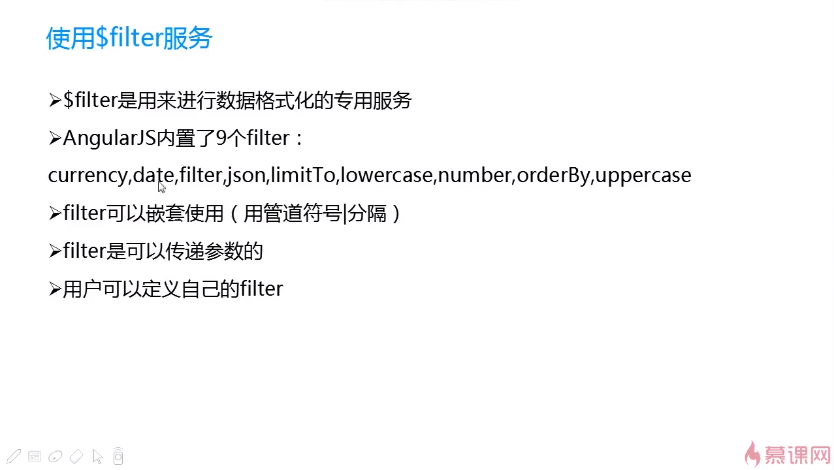 使用$filter服务
➢$filter是用来进行数据格式化的专用服务
➢AngularJS内置了9个filter：
currency,date,filter,json,limitTo,lowercase,number,orderBy,uppercase
➢filter可以嵌套使用（用管道符号|分隔）
➢filter是可以传递参数的
➢用户可以定义自己的filter
慕课网